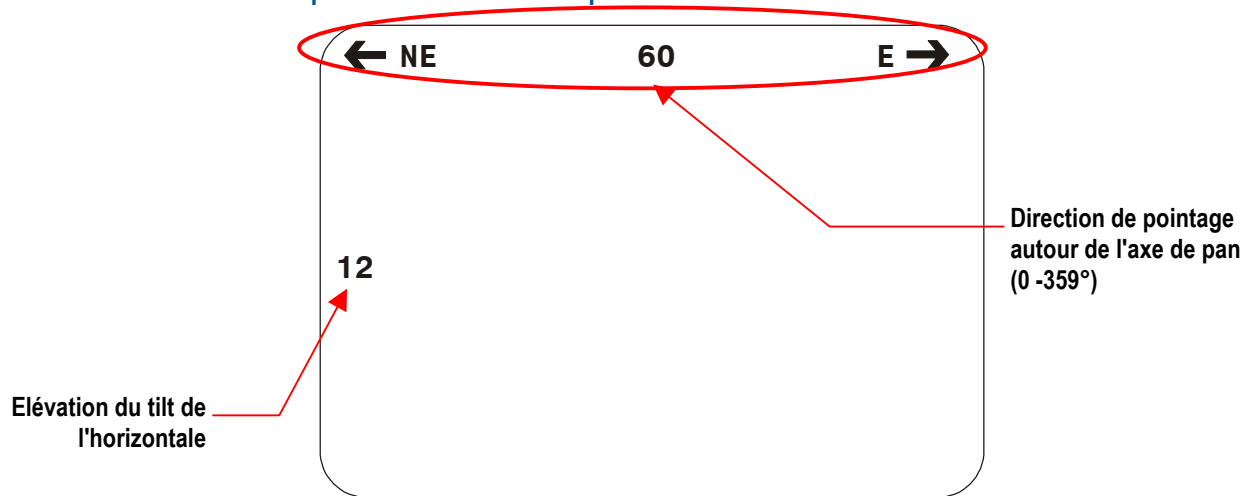 ← NE 60 E →
Direction de pointage
autour de l'axe de pan
(0 -359°)
12
Elévation du tilt de
l'horizontale